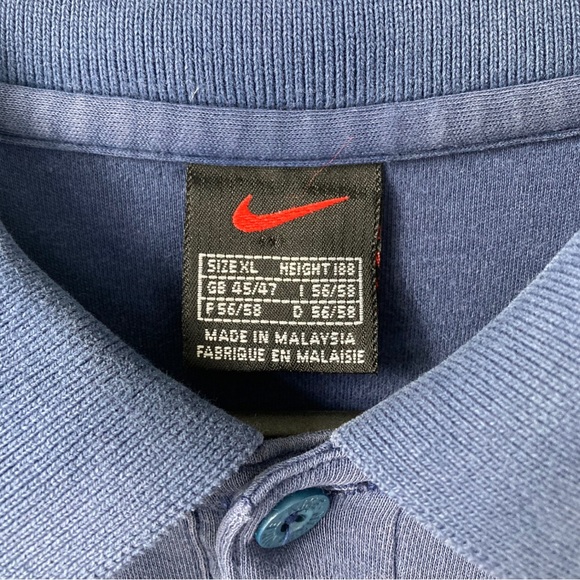 SIZE XL HEIGHT 188
GB 45/47 I 56/58
F 56/58 D 56/58
MADE IN MALAYSIA
FABRIQUE EN MALAISIE